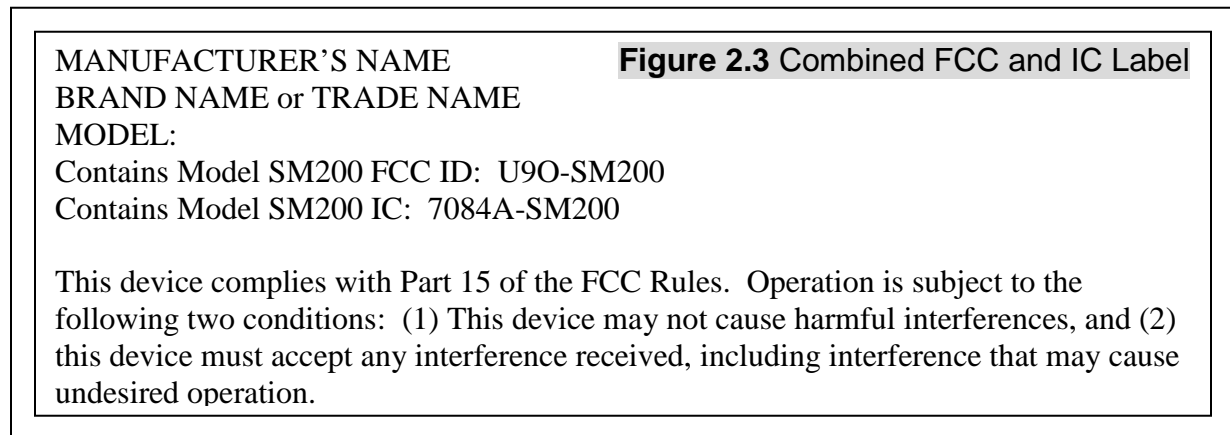 MANUFACTURER’S NAME
Figure 2.3 Combined FCC and IC Label
BRAND NAME or TRADE NAME
MODEL:
Contains Model SM200 FCC ID:  U9O-SM200
Contains Model SM200 IC:  7084A-SM200
This device complies with Part 15 of the FCC Rules.  Operation is subject to the
following two conditions:  (1) This device may not cause harmful interferences, and (2)
this device must accept any interference received, including interference that may cause
undesired operation.